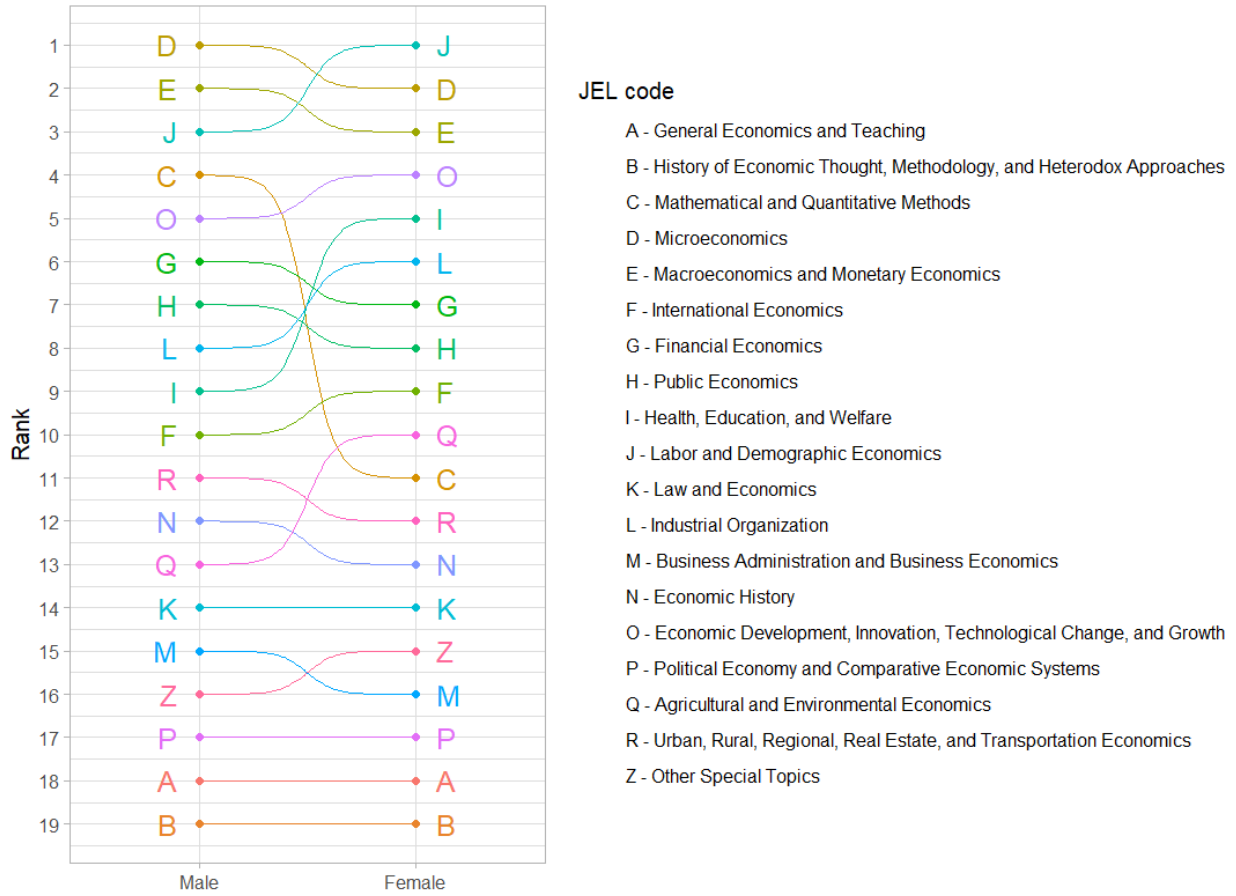 1 D J
2 E D
3 J E
4 C O
5 O I
6 G L
7 H G
8 L H
9 I F
10 F Q
11 R C
12 N R
13 Q N
14 K K
15 M Z
16 Z M
17 P P
18 A A
19 B B
Rank
Male Female
JEL code
A - General Economics and Teaching
B - History of Economic Thought, Methodology, and Heterodox Approaches
C - Mathematical and Quantitative Methods
D - Microeconomics
E - Macroeconomics and Monetary Economics
F - International Economics
G - Financial Economics
H - Public Economics
I - Health, Education, and Welfare
J - Labor and Demographic Economics
K - Law and Economics
L - Industrial Organization
M - Business Administration and Business Economics
N - Economic History
O - Economic Development, Innovation, Technological Change, and Growth
P - Political Economy and Comparative Economic Systems
Q - Agricultural and Environmental Economics
R - Urban, Rural, Regional, Real Estate, and Transportation Economics
Z - Other Special Topics